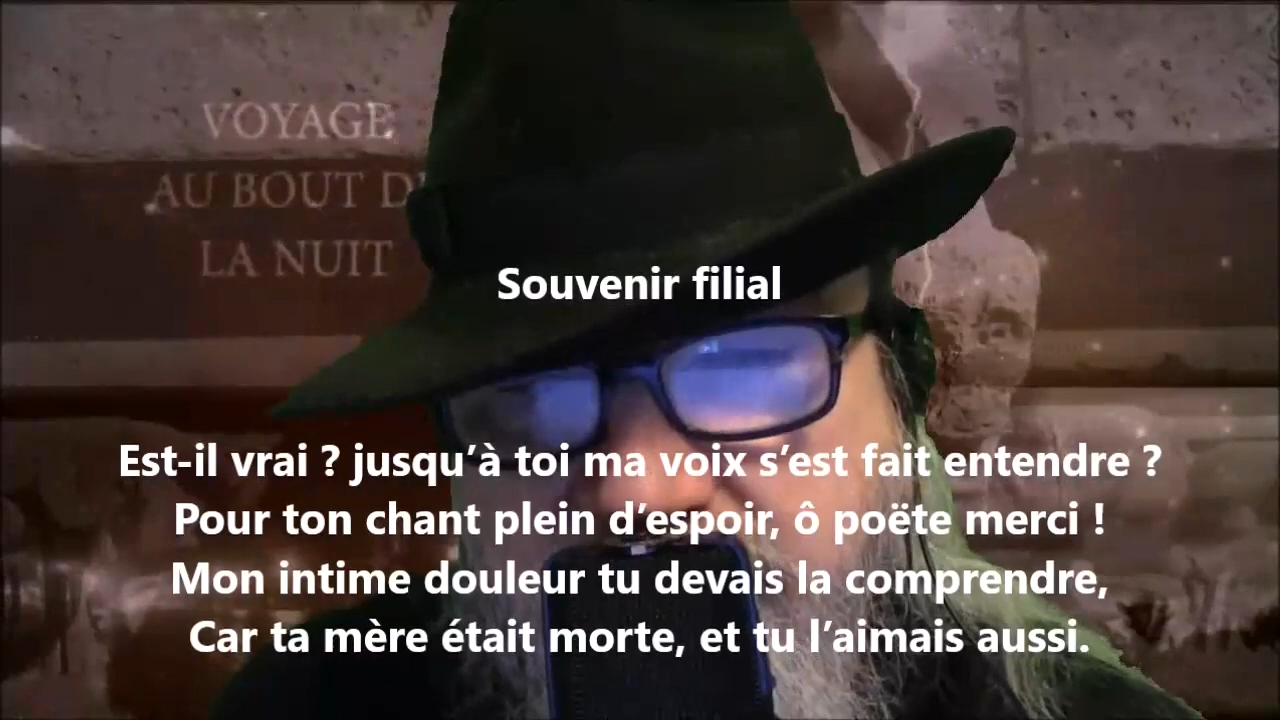 VOYAGE
AU BOUT D
LA NUIT
Souvenir filial
Est-il vrai ? jusqu’à toi ma voix s’est fait entendre ?
Pour ton chant plein d’espoir, ô poëte merci !
Mon intime douleur tu devais la comprendre,
Car ta mère était morte, et tu l’aimais aussi.